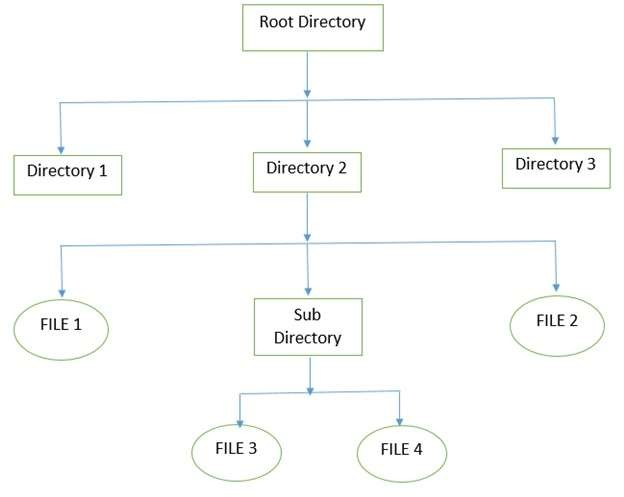 Root Directory
Directory 1
Directory 2
Directory 3
FILE 1
Sub
Directory
FILE 2
FILE 3
FILE 4